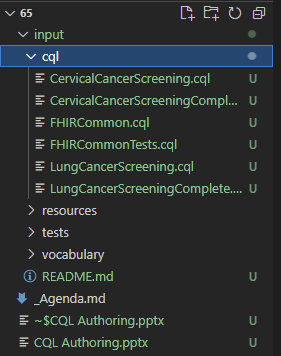 65
input
cql
CervicalCancerScreening.cql U
CervicalCancerScreeningCompl... U
FHIRCommon.cql U
FHIRCommonTests.cql U
LungCancerScreening.cql U
LungCancerScreeningComplete.... U
resources
tests
vocabulary
README.md U
_Agenda.md
~$CQL Authoring.pptx U
CQL Authoring.pptx U